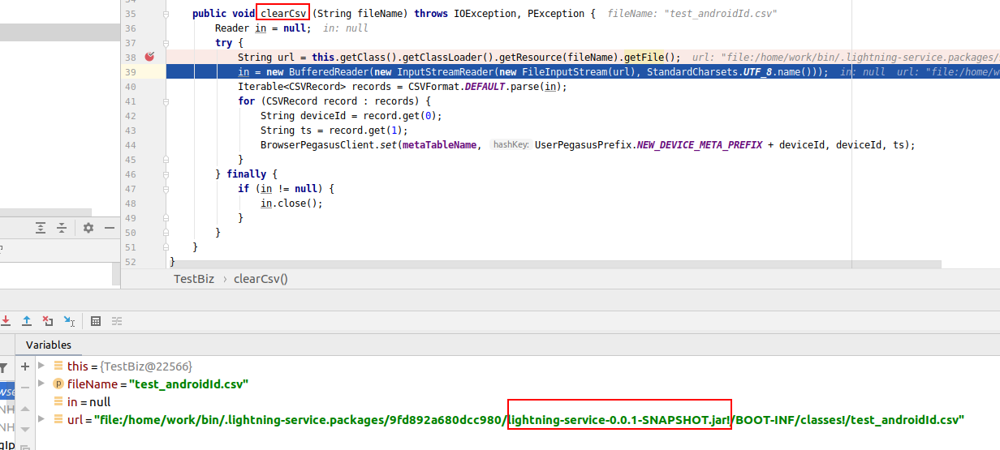 35 public void clearCsv (String fileName) throws IOException, PException { fileName: "test_androidId.csv"
36 Reader in = null; in: null
37 try {
38 String url = this.getClass().getClassLoader().getResource(fileName).getFile(); url: "file:/home/work/bin/.lightning-service.packages/
39 in = new BufferedReader(new InputStreamReader(new FileInputStream(url), StandardCharsets.UTF_8.name())); in: null url: "file:/home/w
40 Iterable<CSVRecord> records = CSVFormat.DEFAULT.parse(in);
41 for (CSVRecord record : records) {
42 String deviceId = record.get(0);
43 String ts = record.get(1);
44 BrowserPegasusClient.set(metaTableName, hashKey: UserPegasusPrefix.NEW_DEVICE_META_PREFIX + deviceId, deviceId, ts);
45 }
46 } finally {
47 if (in != null) {
48 in.close();
49 }
50 }
51 }
52 }
TestBiz › clearCsv()
Variables
this = {TestBiz@22566}
fileName = "test_androidId.csv"
in = null
url = "file:/home/work/bin/.lightning-service.packages/9fd892a680dcc980/lightning-service-0.0.1-SNAPSHOT.jar!/BOOT-INF/classes!/test_androidId.csv"